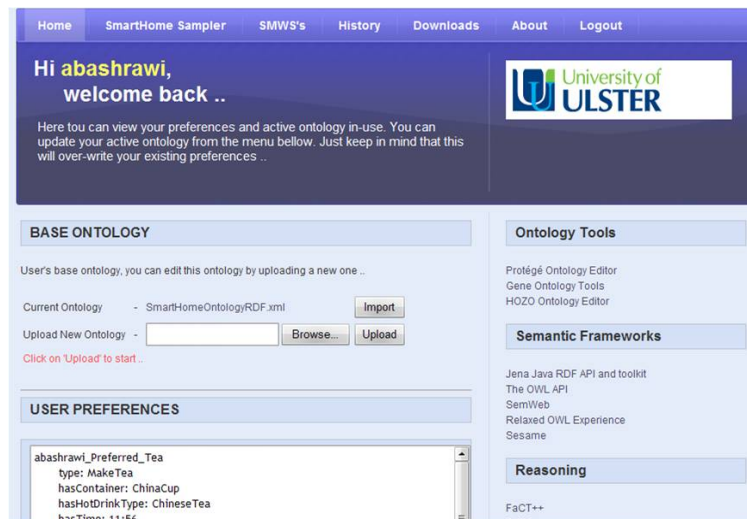 Home SmartHome Sampler SMWS's History Downloads About Logout
Hi abashrawi,
welcome back ..
Here tou can view your preferences and active ontology in-use. You can
update your active ontology from the menu bellow. Just keep in mind that this
will over-write your existing preferences ..
University of
ULSTER
BASE ONTOLOGY
User's base ontology, you can edit this ontology by uploading a new one ..
Current Ontology - SmartHomeOntologyRDF.xml Import
Upload New Ontology - Browse... Upload
Click on 'Upload' to start ..
USER PREFERENCES
abashrawi_Preferred_Tea
type: MakeTea
hasContainer: ChinaCup
hasHotDrinkType: ChineseTea
hasTime: 11:56
Ontology Tools
Protégé Ontology Editor
Gene Ontology Tools
HOZO Ontology Editor
Semantic Frameworks
Jena Java RDF API and toolkit
The OWL API
SemWeb
Relaxed OWL Experience
Sesame
Reasoning
FaCT++